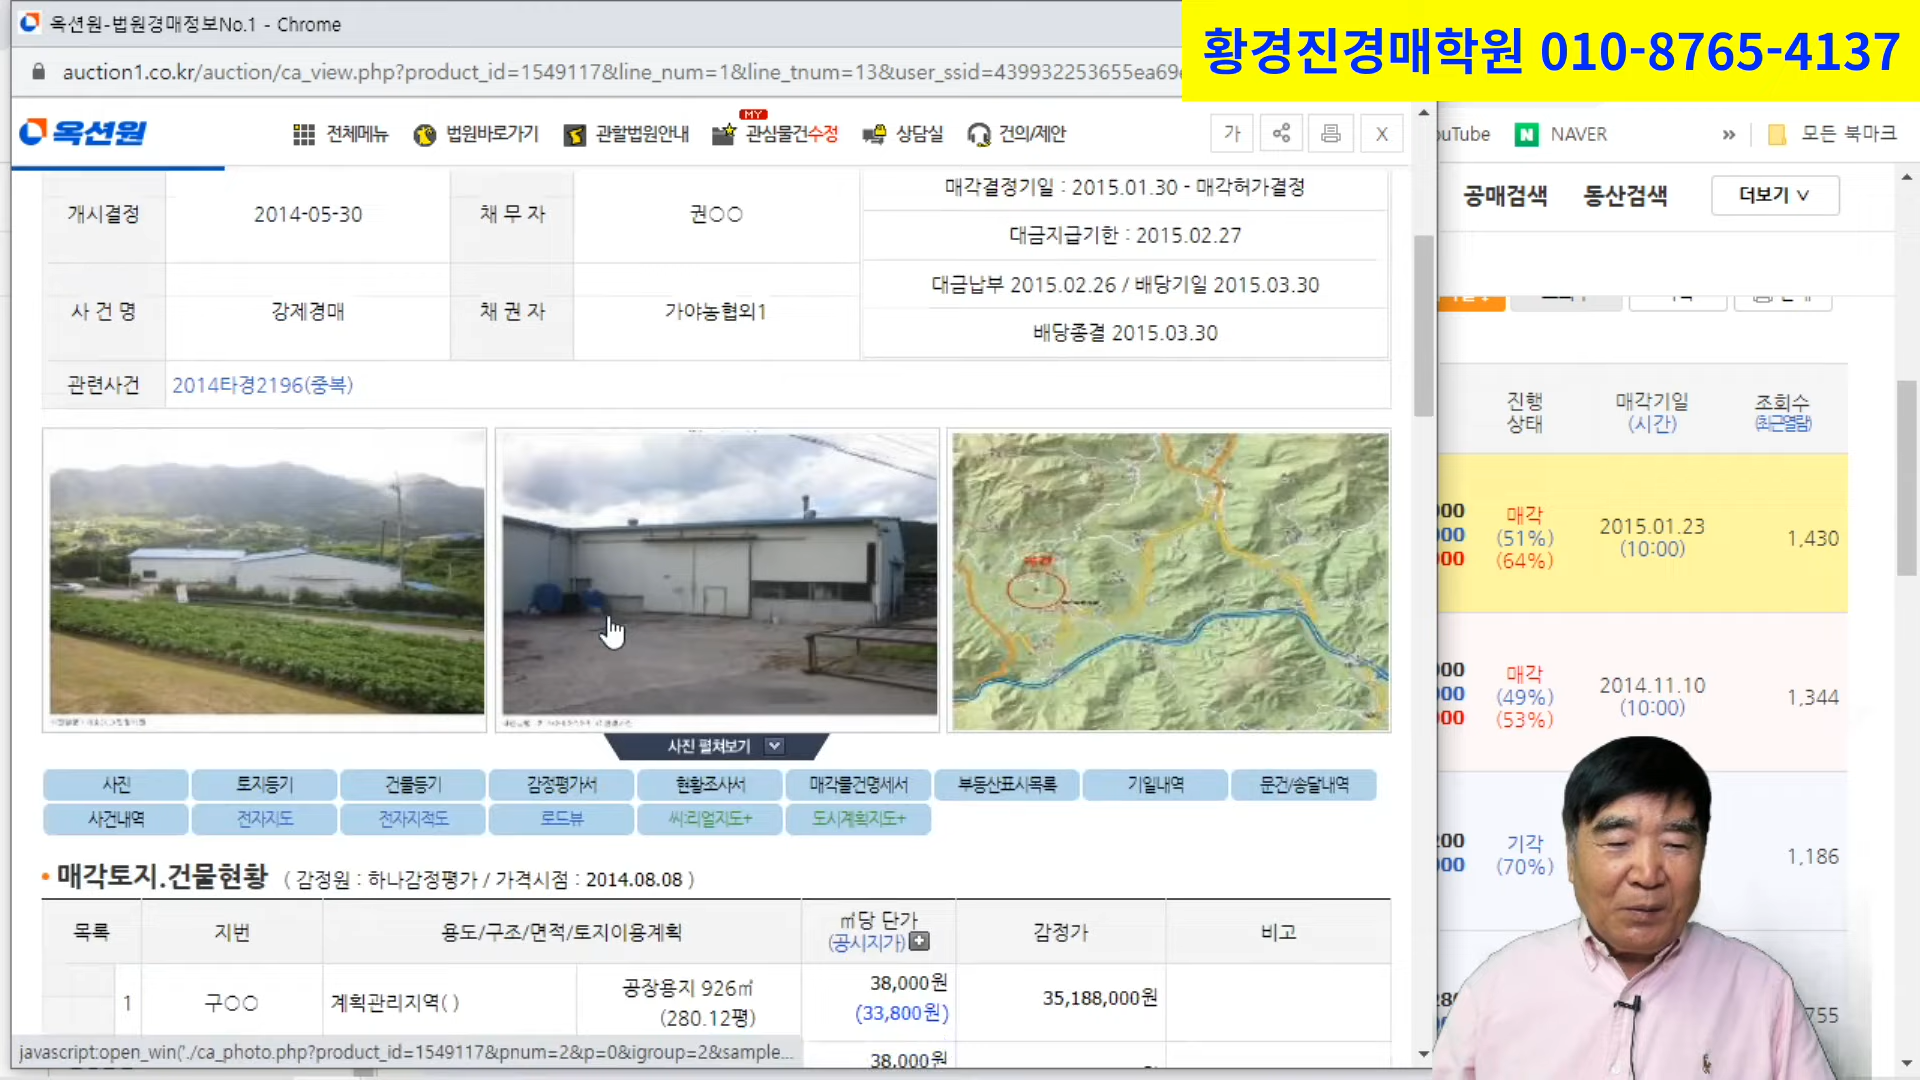 옥션원-법원경매정보No.1 - Chrome
황경진경매학원 010-8765-4137
auction1.co.kr/auction/ca_view.php?product_id=1549117&line_num=1&line_tnum=13&user_ssid=439932253655ea69
옥션원
전체메뉴
법원바로가기
관할법원안내
MY
관심물건수정
상담실
건의/제안
가
X
ouTube
NAVER
»
모든 북마크
공매검색
동산검색
더보기 ∨
개시결정
2014-05-30
채 무 자
권○○
매각결정기일 : 2015.01.30 - 매각허가결정
대금지급기한 : 2015.02.27
대금납부 2015.02.26 / 배당기일 2015.03.30
배당종결 2015.03.30
사 건 명
강제경매
채 권 자
가야농협외1
관련사건
2014타경2196(중복)
진행
상태
매각기일
(시간)
조회수
(최근열람)
000
매각
(51%)
(64%)
2015.01.23
(10:00)
1,430
매각
(49%)
(53%)
2014.11.10
(10:00)
1,344
기각
(70%)
1,186
755
사진 펼쳐보기
사진
토지등기
건물등기
감정평가서
현황조사서
매각물건명세서
부동산표시목록
기일내역
문건/송달내역
사건내역
전자지도
전자지적도
로드뷰
씨:리얼지도+
도시계획지도+
• 매각토지.건물현황 ( 감정원 : 하나감정평가 / 가격시점 : 2014.08.08 )
목록
지번
용도/구조/면적/토지이용계획
㎡당 단가
(공시지가)
감정가
비고
1
구○○
계획관리지역( )
공장용지 926㎡
(280.12평)
38,000원
(33,800원)
35,188,000원
38,000원
javascript:open_win('./ca_photo.php?product_id=1549117&pnum=2&p=0&igroup=2&sample...